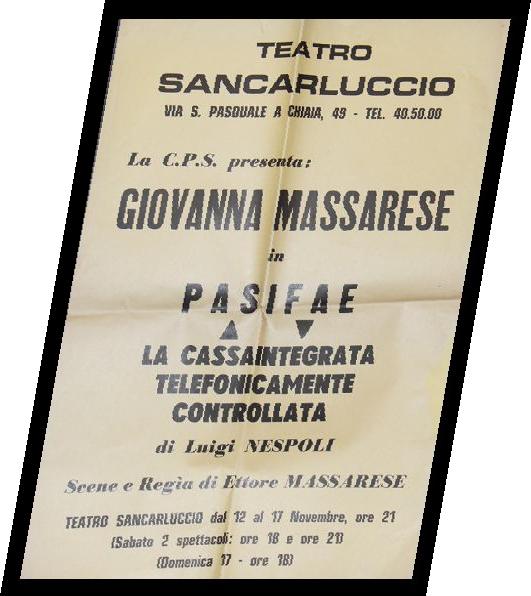 TEATRO
SANCARLUCCIO
VIA S. PASQUALE A CHIAIA, 49 - TEL. 40.50.00
La C.P.S. presenta:
GIOVANNA MASSARESE
in
PASIFAE
LA CASSAINTEGRATA
TELEFONICAMENTE
CONTROLLATA
di Luigi NESPOLI
Scene e Regia di Ettore MASSARESE
TEATRO SANCARLUCCIO dal 12 al 17 Novembre, ore 21
(Sabato 2 spettacoli: ore 18 e ore 21)
(Domenica 17 - ore 18)